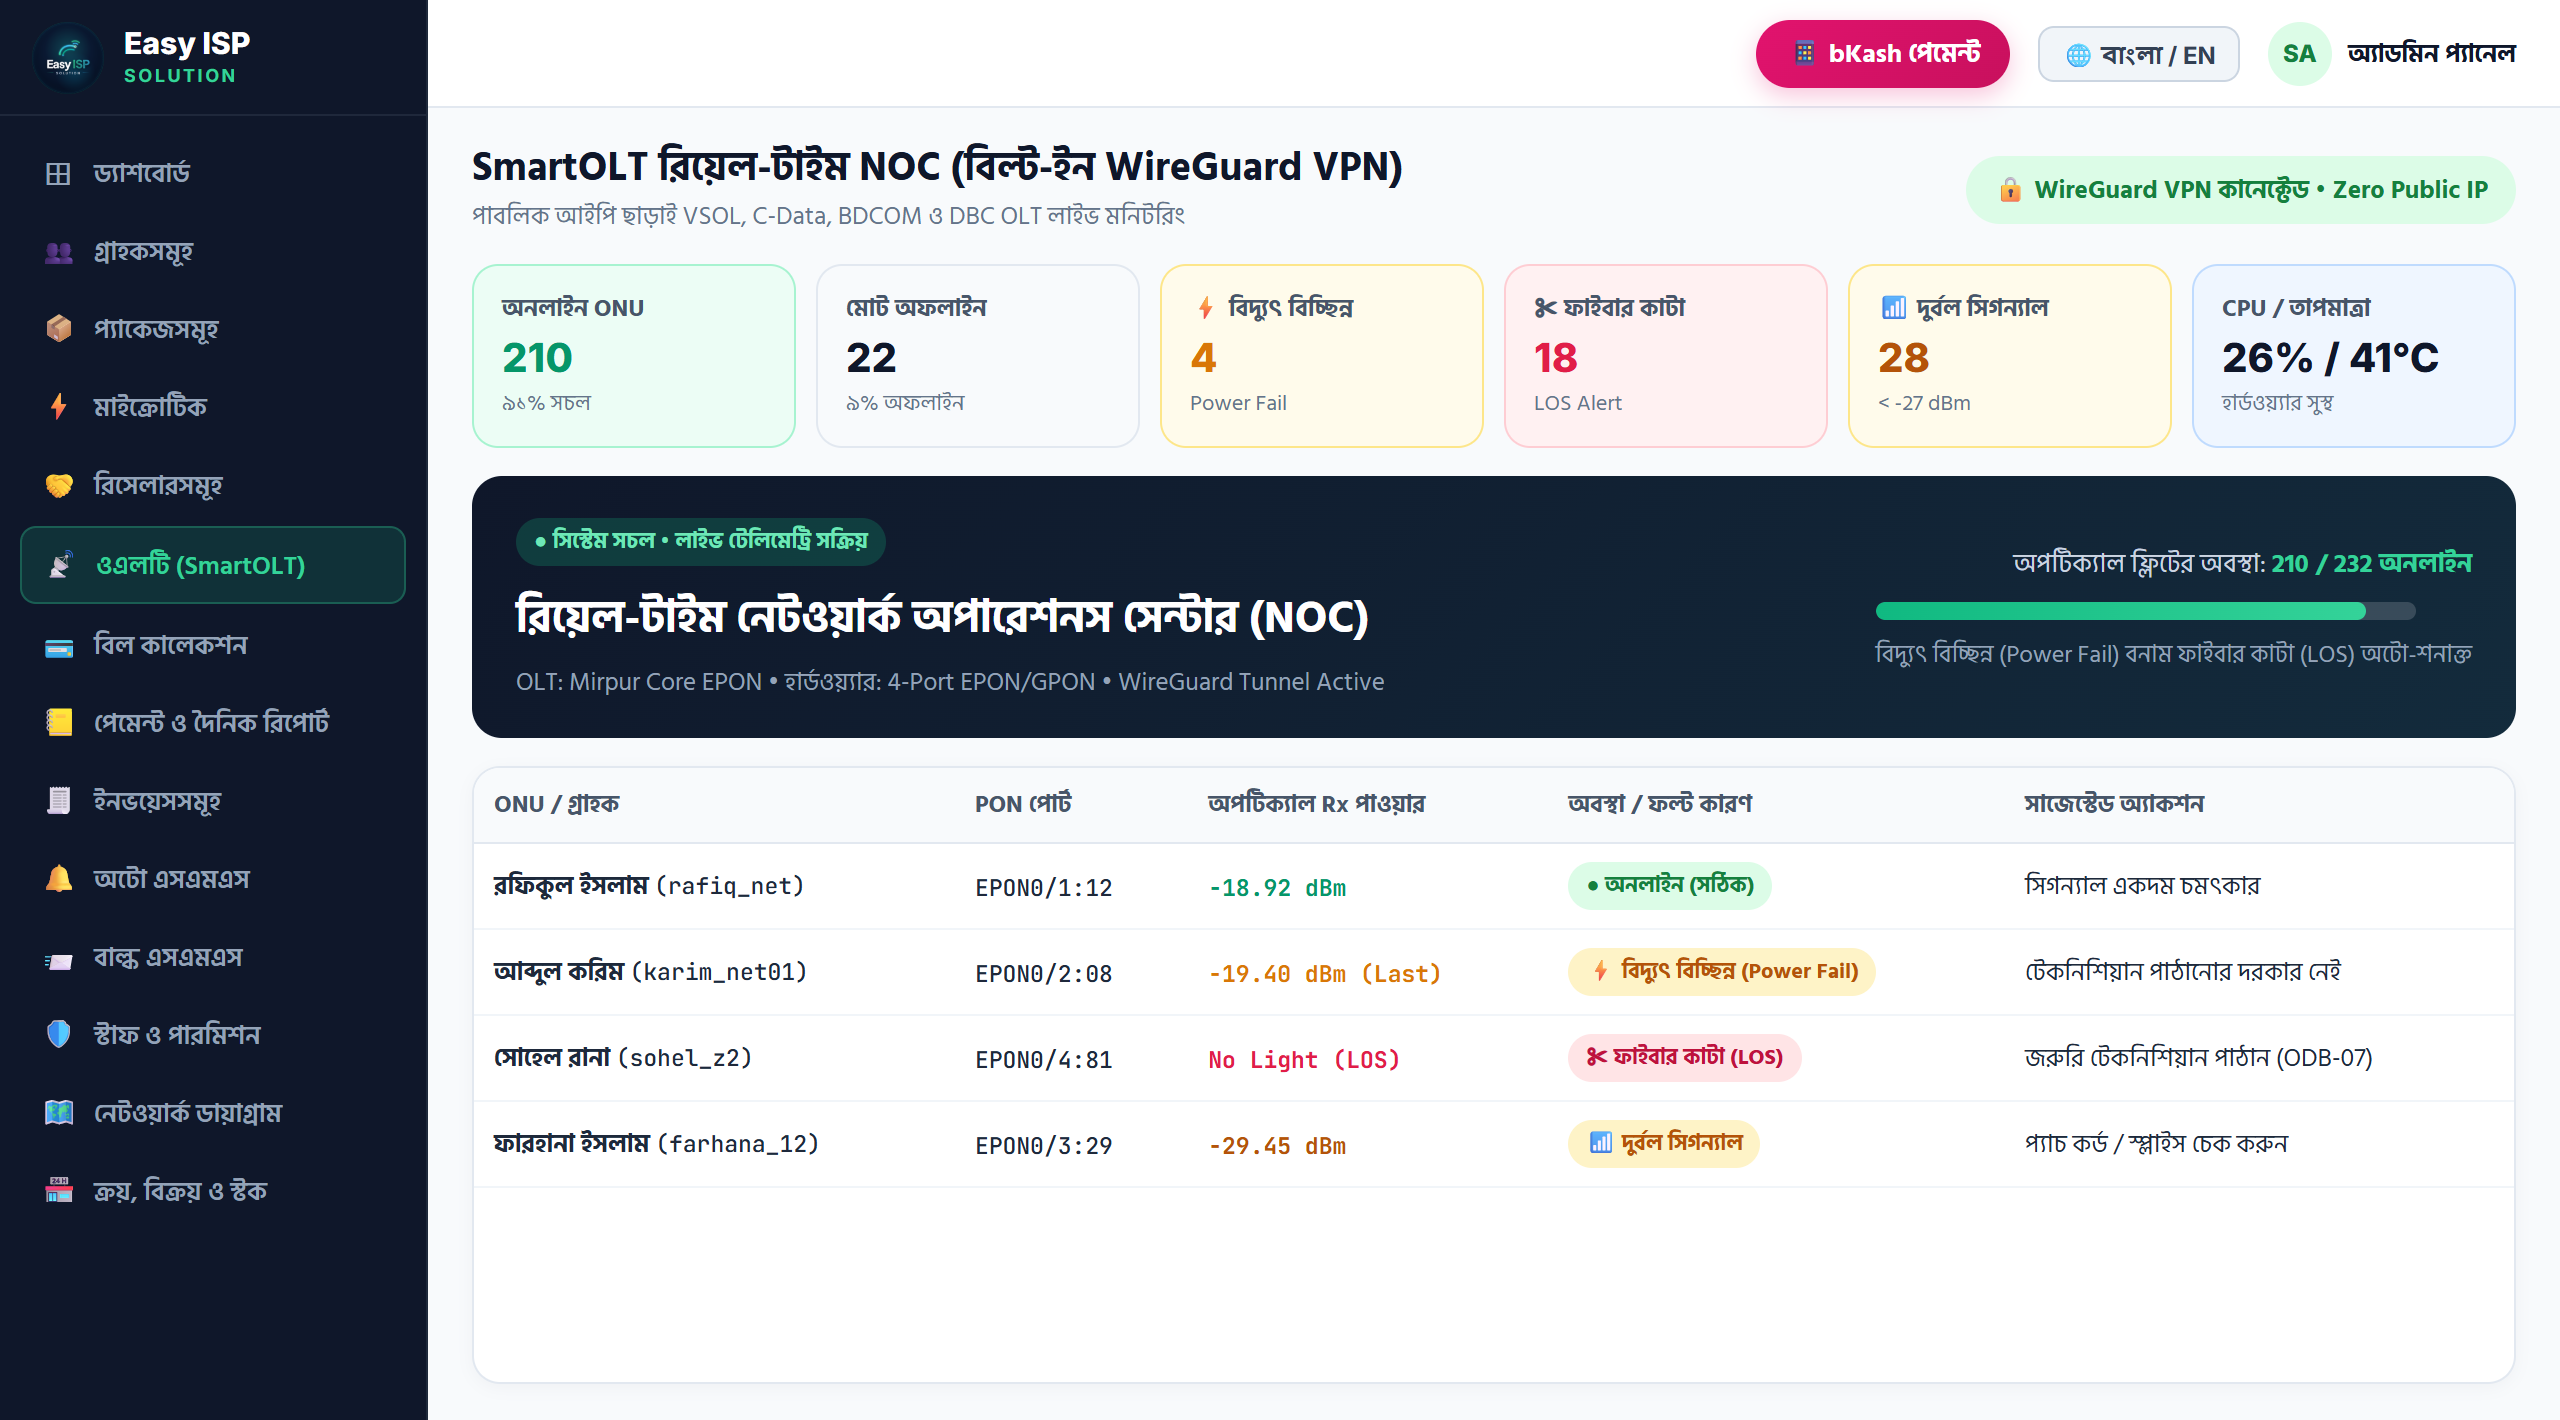 Easy ISP
SOLUTION
Easy ISP
SOLUTION
bKash পেমেন্ট
বাংলা / EN
SA
অ্যাডমিন প্যানেল
ড্যাশবোর্ড
গ্রাহকসমূহ
প্যাকেজসমূহ
মাইক্রোটিক
রিসেলারসমূহ
ওএলটি (SmartOLT)
বিল কালেকশন
পেমেন্ট ও দৈনিক রিপোর্ট
ইনভয়েসসমূহ
অটো এসএমএস
বাল্ক এসএমএস
স্টাফ ও পারমিশন
নেটওয়ার্ক ডায়াগ্রাম
ক্রয়, বিক্রয় ও স্টক
SmartOLT রিয়েল-টাইম NOC (বিল্ট-ইন WireGuard VPN)
পাবলিক আইপি ছাড়াই VSOL, C-Data, BDCOM ও DBC OLT লাইভ মনিটরিং
🔒 WireGuard VPN কানেক্টেড • Zero Public IP
অনলাইন ONU
210
৯১% সচল
মোট অফলাইন
22
৯% অফলাইন
⚡ বিদ্যুৎ বিচ্ছিন্ন
4
Power Fail
✂ ফাইবার কাটা
18
LOS Alert
📶 দুর্বল সিগন্যাল
28
< -27 dBm
CPU / তাপমাত্রা
26% / 41°C
হার্ডওয়্যার সুস্থ
● সিস্টেম সচল • লাইভ টেলিমেট্রি সক্রিয়
রিয়েল-টাইম নেটওয়ার্ক অপারেশনস সেন্টার (NOC)
OLT: Mirpur Core EPON • হার্ডওয়্যার: 4-Port EPON/GPON • WireGuard Tunnel Active
অপটিক্যাল ফ্লিটের অবস্থা: 210 / 232 অনলাইন
বিদ্যুৎ বিচ্ছিন্ন (Power Fail) বনাম ফাইবার কাটা (LOS) অটো-শনাক্ত
ONU / গ্রাহক	PON পোর্ট	অপটিক্যাল Rx পাওয়ার	অবস্থা / ফল্ট কারণ	সাজেস্টেড অ্যাকশন
রফিকুল ইসলাম (rafiq_net)	EPON0/1:12	-18.92 dBm	● অনলাইন (সঠিক)	সিগন্যাল একদম চমৎকার
আব্দুল করিম (karim_net01)	EPON0/2:08	-19.40 dBm (Last)	⚡ বিদ্যুৎ বিচ্ছিন্ন (Power Fail)	টেকনিশিয়ান পাঠানোর দরকার নেই
সোহেল রানা (sohel_z2)	EPON0/4:81	No Light (LOS)	✂ ফাইবার কাটা (LOS)	জরুরি টেকনিশিয়ান পাঠান (ODB-07)
ফারহানা ইসলাম (farhana_12)	EPON0/3:29	-29.45 dBm	📶 দুর্বল সিগন্যাল	প্যাচ কর্ড / স্প্লাইস চেক করুন